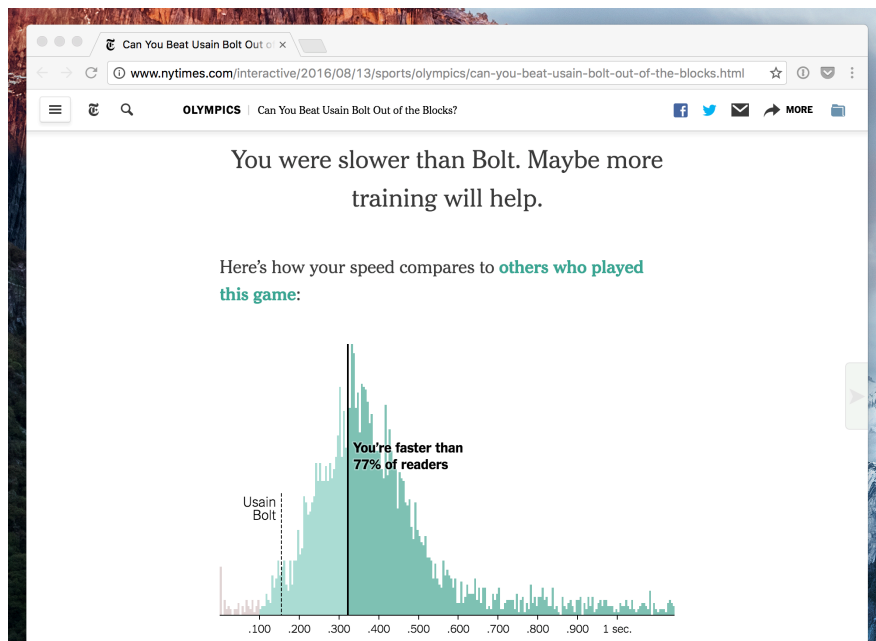 Can You Beat Usain Bolt Out o
www.nytimes.com/interactive/2016/08/13/sports/olympics/can-you-beat-usain-bolt-out-of-the-blocks.html
OLYMPICS | Can You Beat Usain Bolt Out of the Blocks? MORE
You were slower than Bolt. Maybe more
training will help.
Here's how your speed compares to others who played
this game:
You're faster than
77% of readers
Usain
Bolt
.100 .200 .300 .400 .500 .600 .700 .800 .900 1 sec.